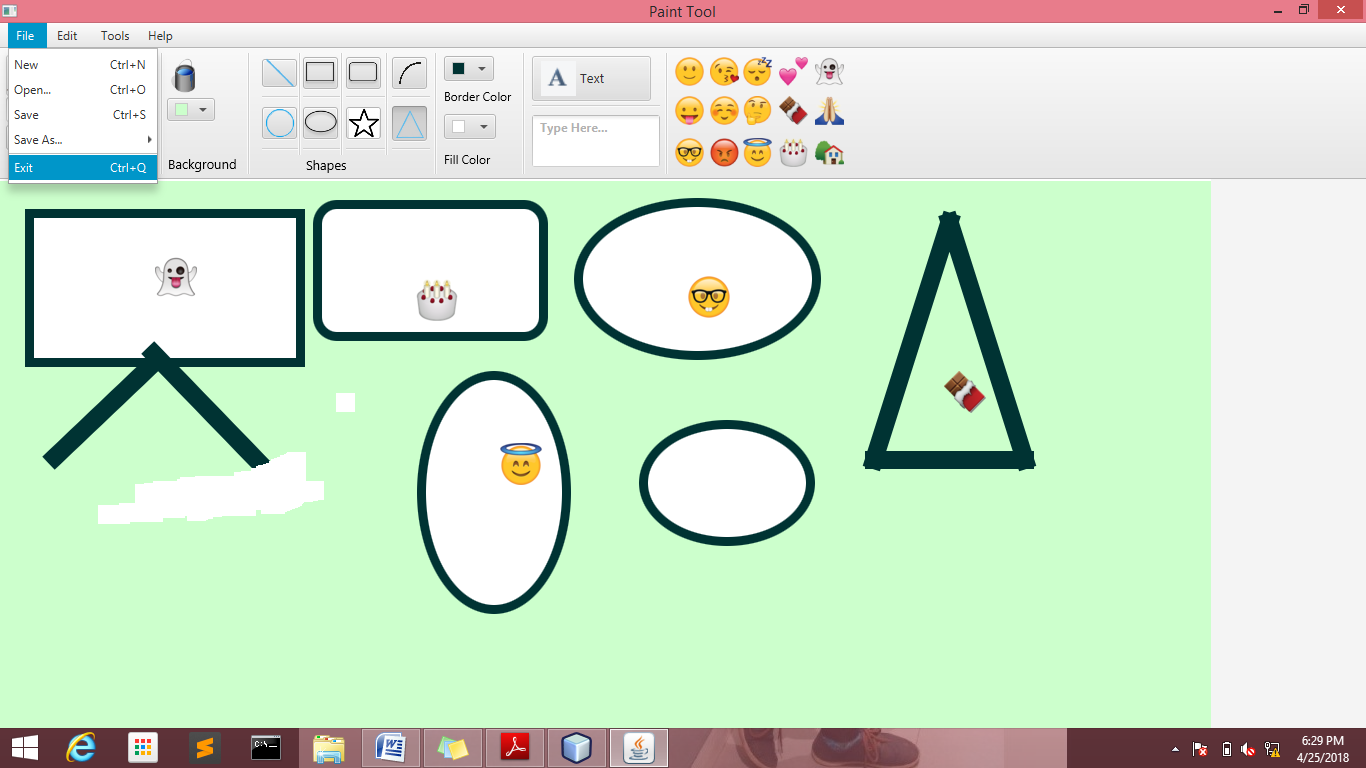 Paint Tool
File Edit Tools Help
New Ctrl+N
Open... Ctrl+O
Save Ctrl+S
Save As...
Exit Ctrl+Q
Background
Shapes
Border Color
Fill Color
A Text
Type Here...
6:29 PM
4/25/2018